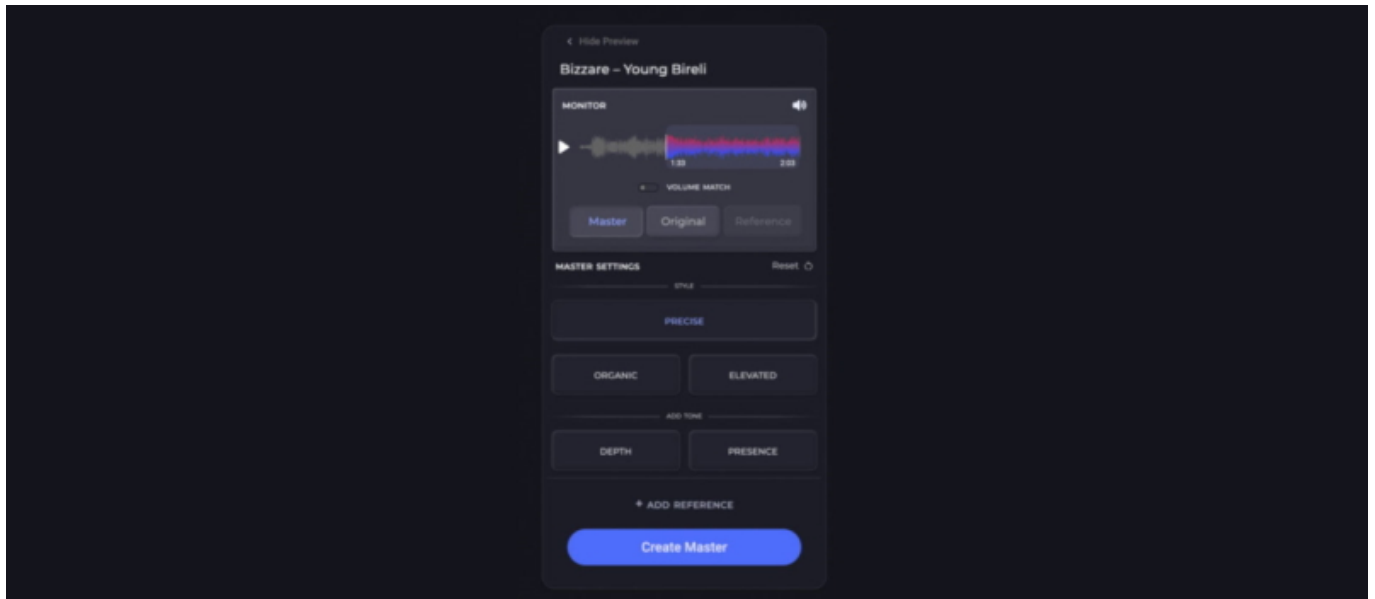 Hide Preview
Bizzare – Young Bireli
MONITOR
1:33 2:03
VOLUME MATCH
Master Original Reference
MASTER SETTINGS Reset
STYLE
PRECISE
ORGANIC ELEVATED
ADD TONE
DEPTH PRESENCE
+ ADD REFERENCE
Create Master